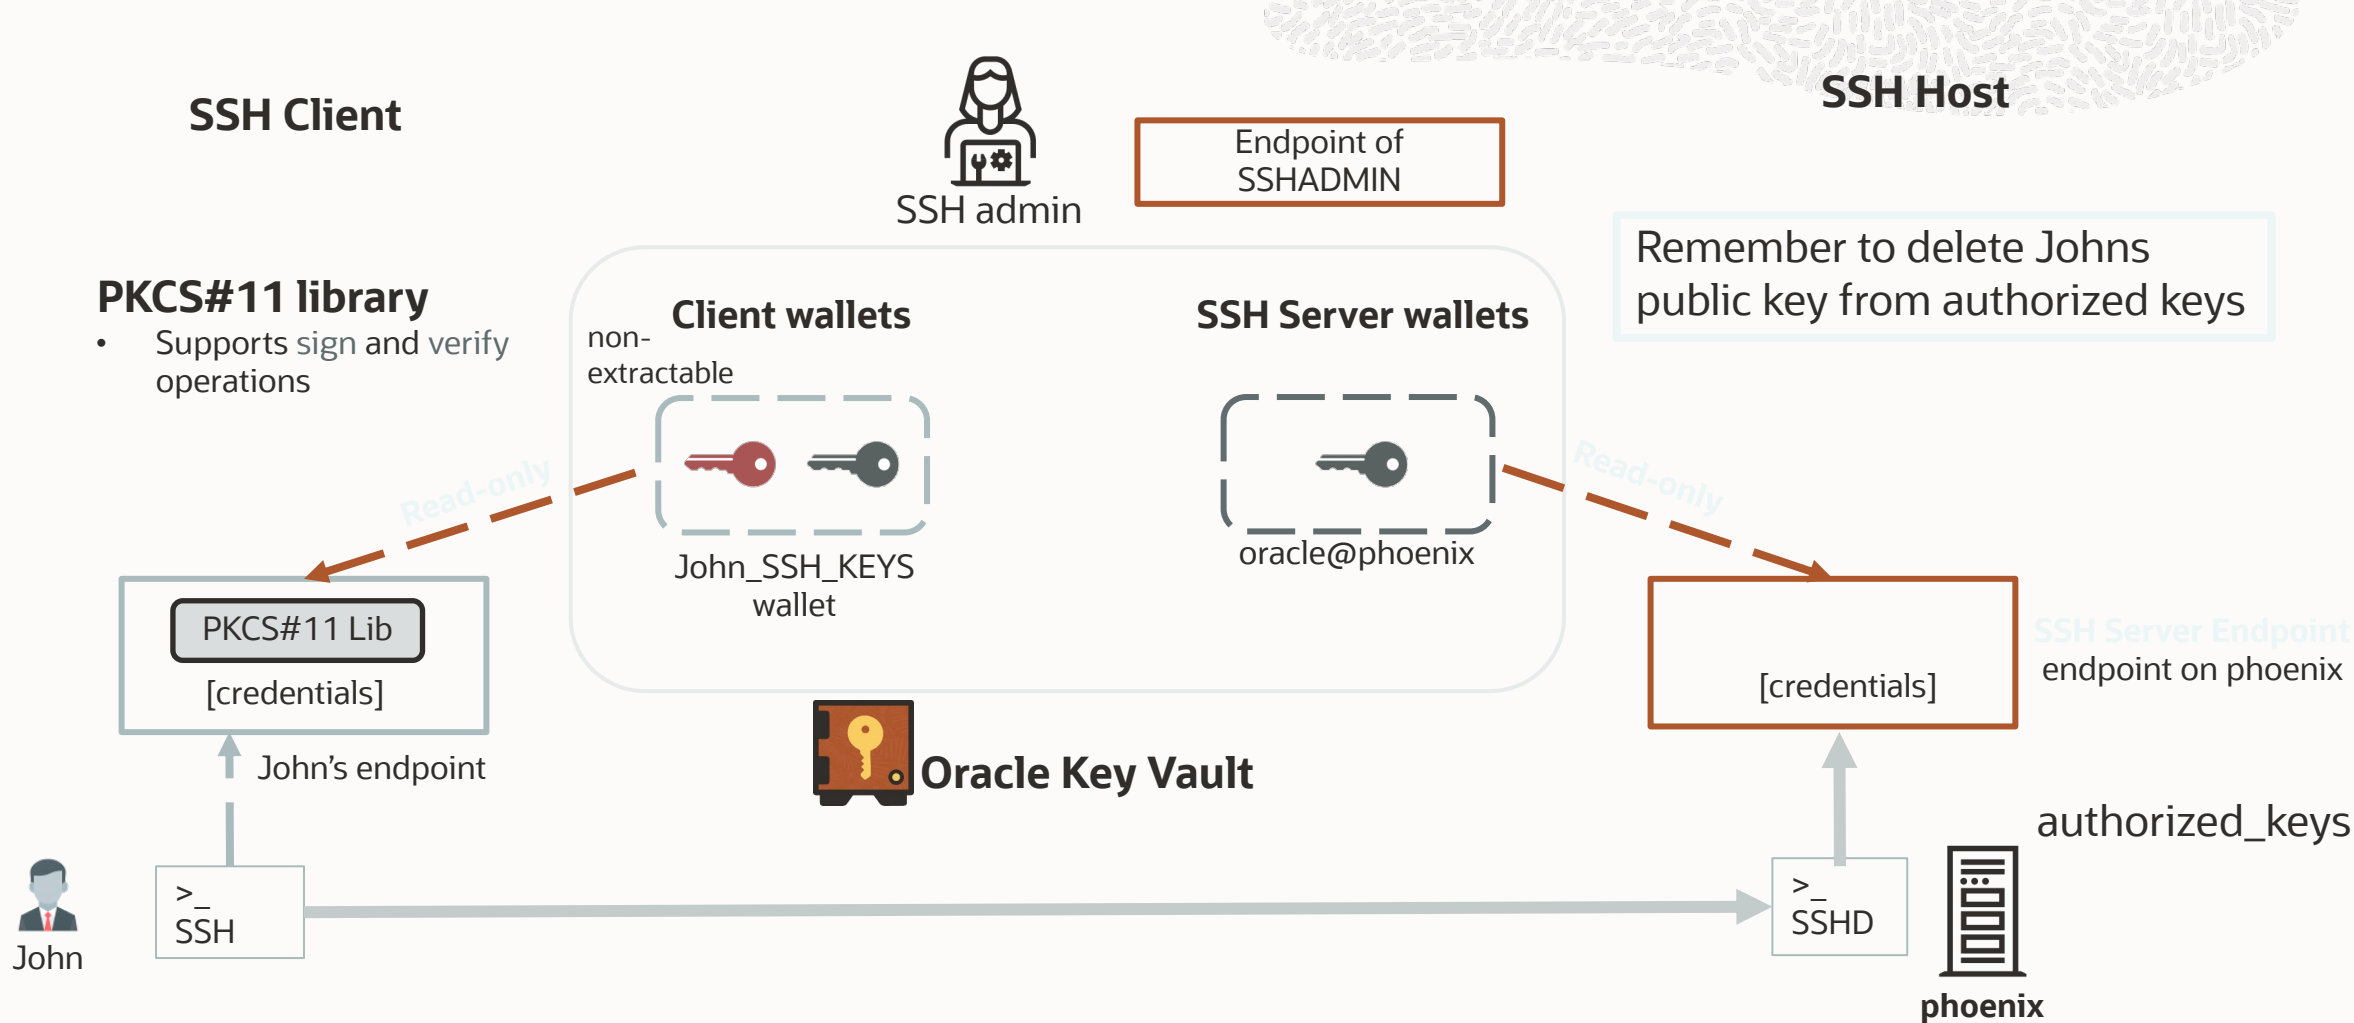 SSH Client
SSH admin
Endpoint of
SSHADMIN
SSH Host
Remember to delete Johns
public key from authorized keys
PKCS#11 library
• Supports sign and verify
operations
non-
extractable
Client wallets
SSH Server wallets
Read-only
Read-only
John_SSH_KEYS
wallet
oracle@phoenix
PKCS#11 Lib
[credentials]
[credentials]
SSH Server Endpoint
endpoint on phoenix
John’s endpoint
Oracle Key Vault
authorized_keys
>_
SSH
>_
SSHD
John
phoenix